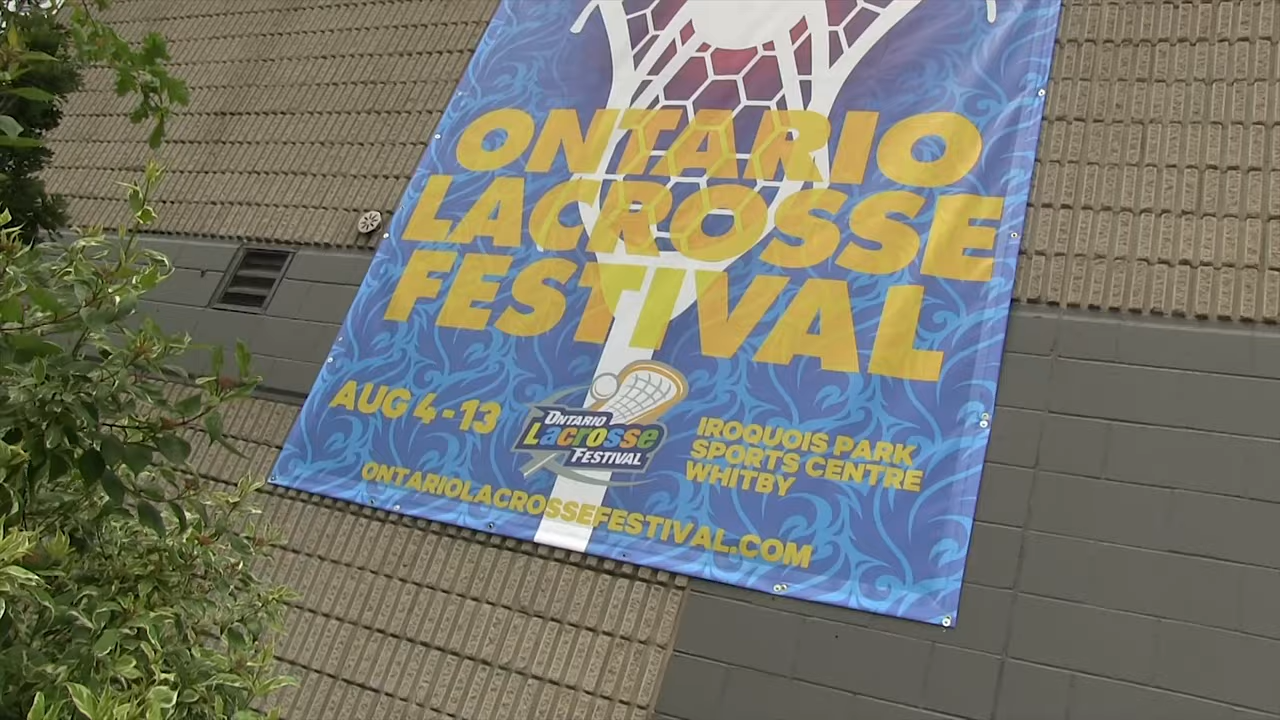 ONTARIO
LACROSSE
FESTIVAL
AUG 4-13
ONTARIO
LACROSSE
FESTIVAL
IROQUOIS PARK
SPORTS CENTRE
WHITBY
ONTARIOLACROSSEFESTIVAL.COM